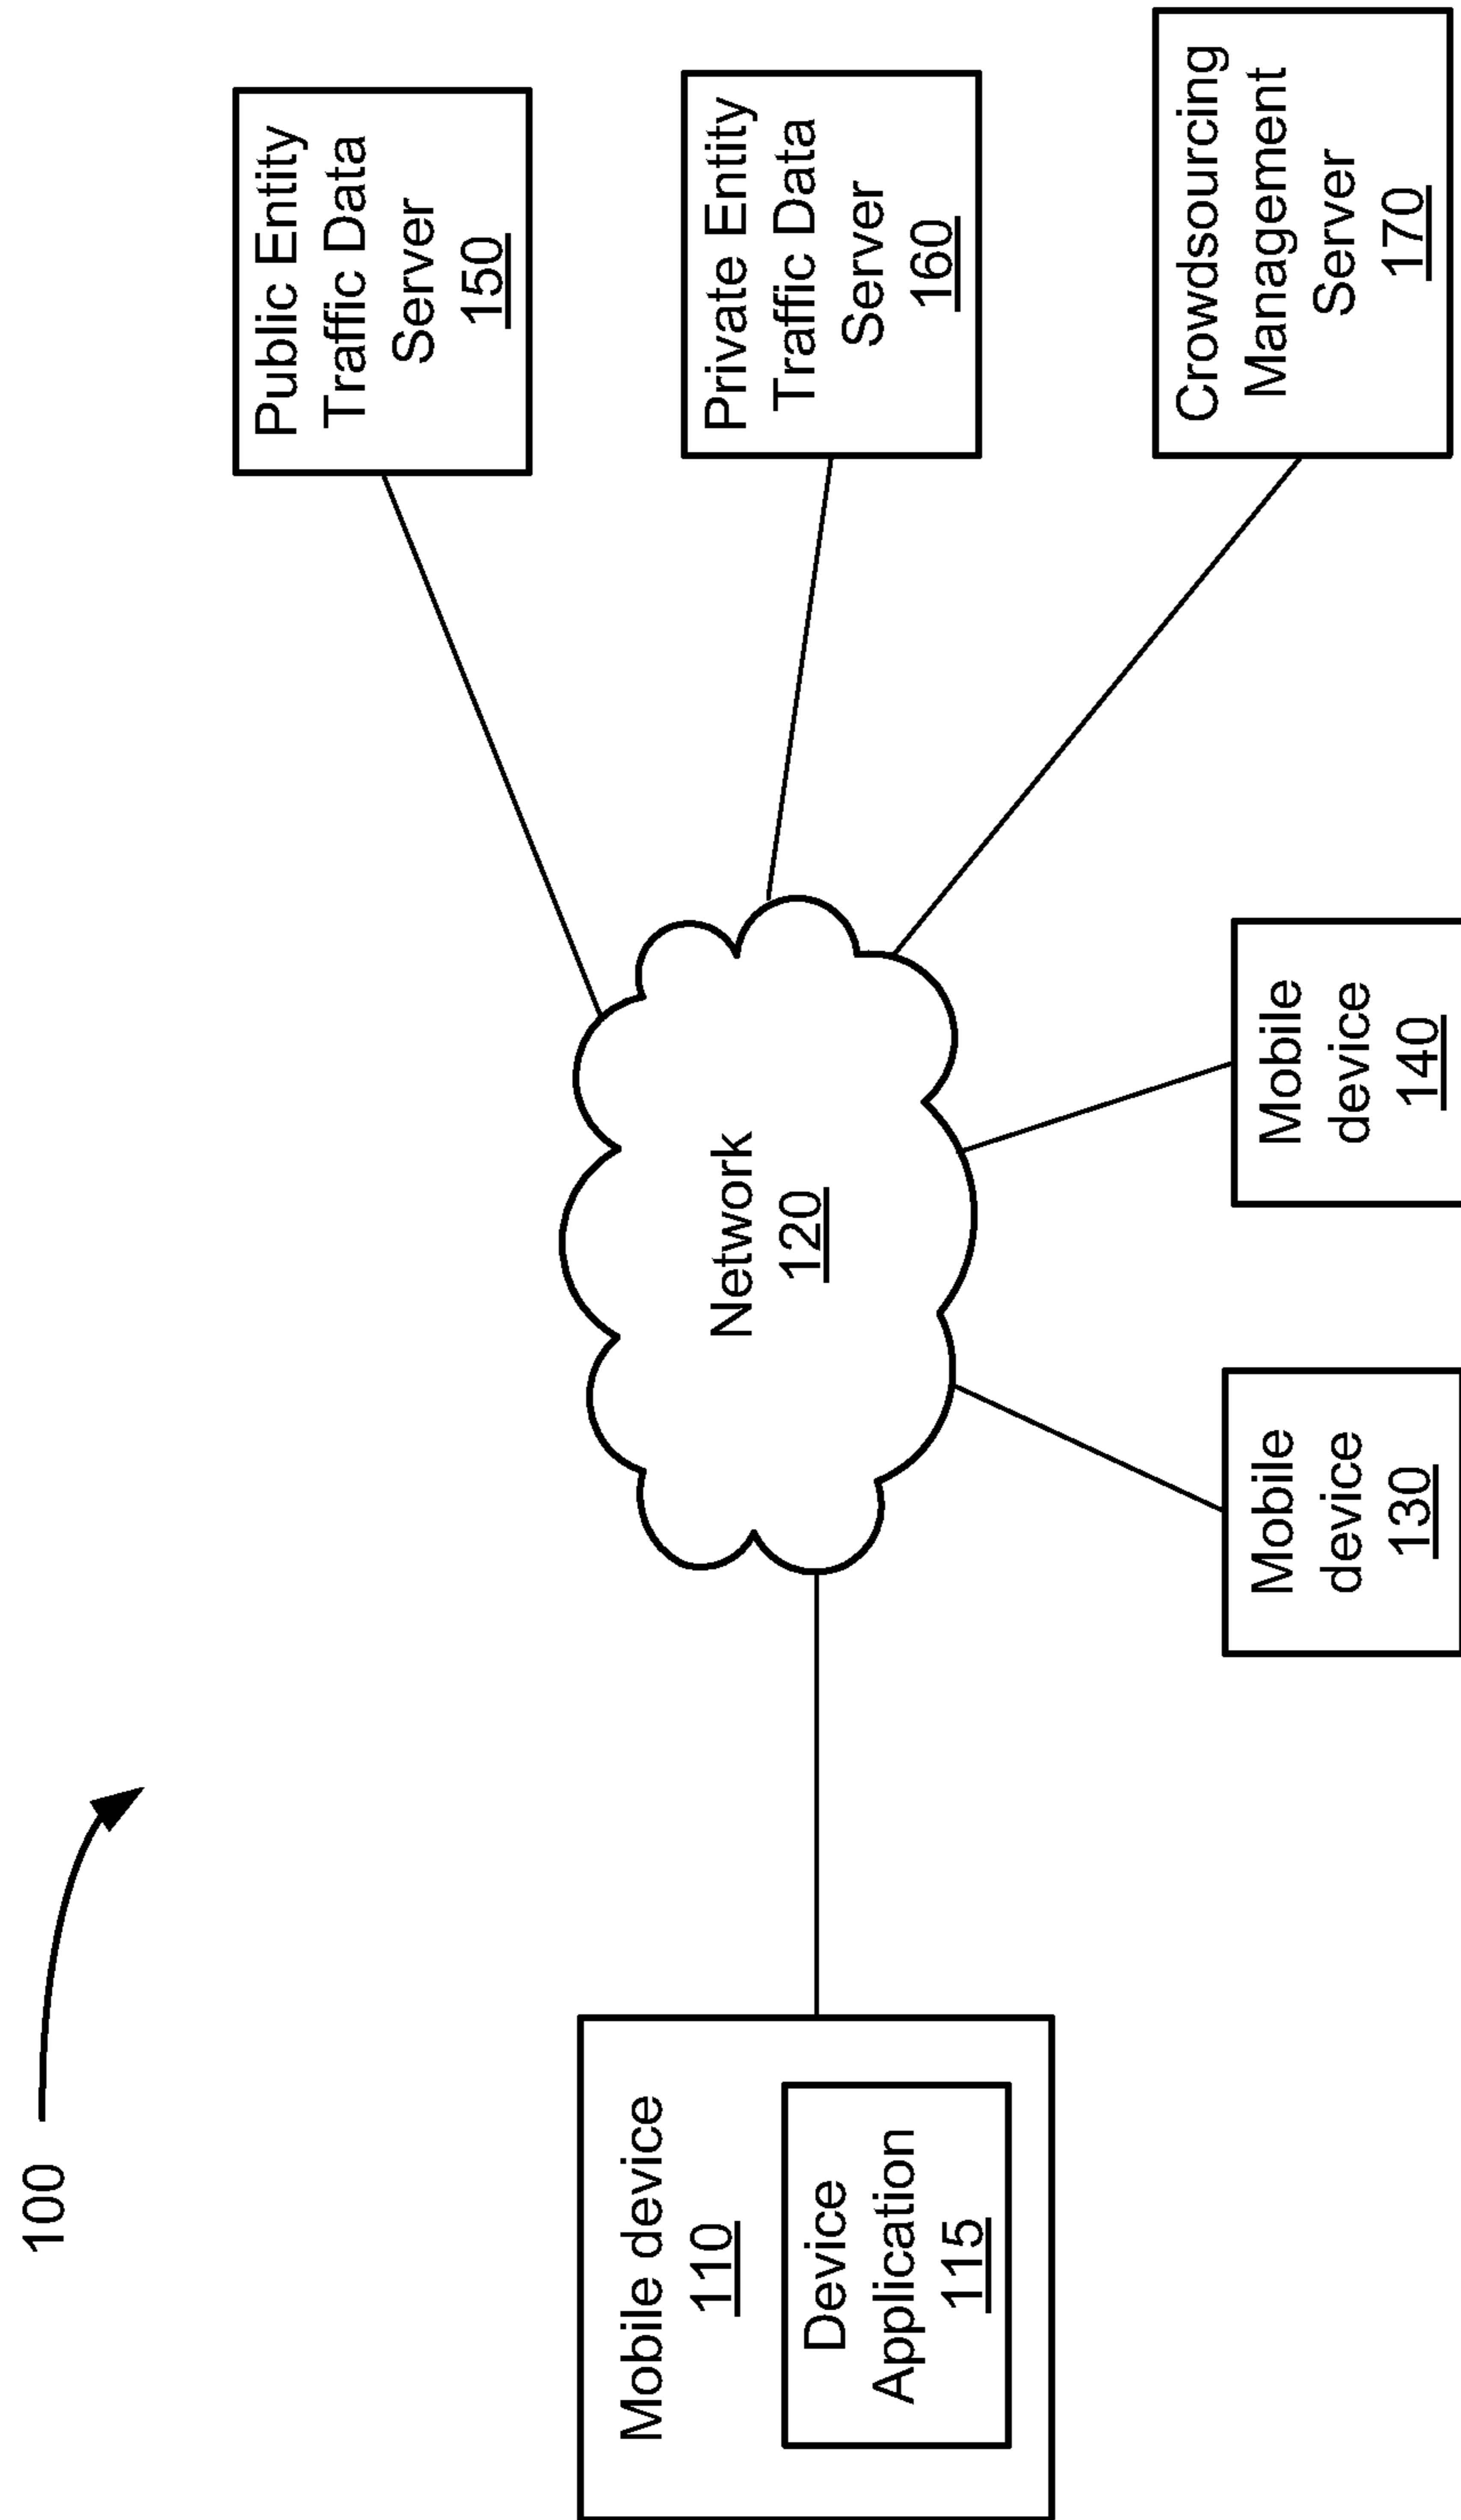 100
Mobile device
110
Device
Application
115
Network
120
Public Entity
Traffic Data
Server
150
Private Entity
Traffic Data
Server
160
Crowdsourcing
Management
Server
170
Mobile
device
130
Mobile
device
140